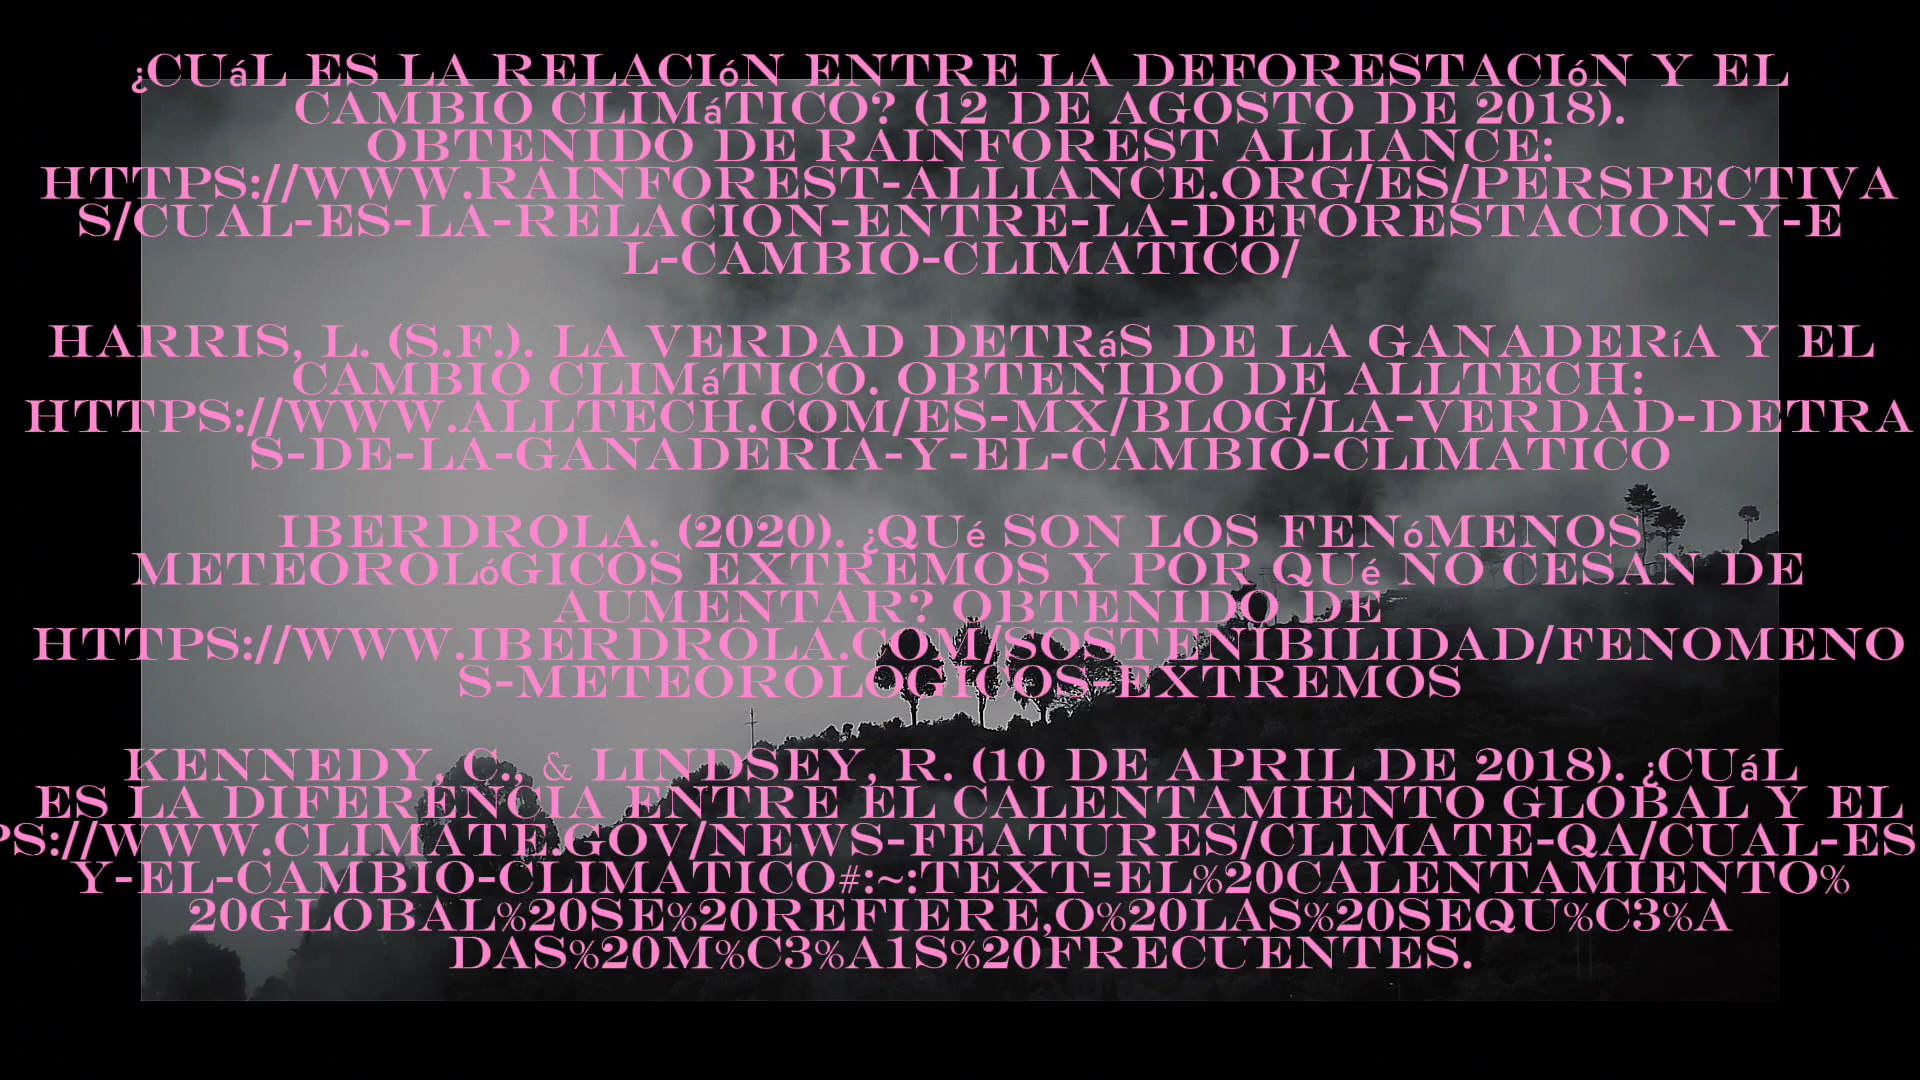 ¿CUáL ES LA RELACIóN ENTRE LA DEFORESTACIóN Y EL
CAMBIO CLIMáTICO? (12 DE AGOSTO DE 2018).
OBTENIDO DE RAINFOREST ALLIANCE:
HTTPS://WWW.RAINFOREST-ALLIANCE.ORG/ES/PERSPECTIVA
S/CUAL-ES-LA-RELACION-ENTRE-LA-DEFORESTACION-Y-E
L-CAMBIO-CLIMATICO/
HARRIS, L. (S.F.). LA VERDAD DETRáS DE LA GANADERíA Y EL
CAMBIO CLIMáTICO. OBTENIDO DE ALLTECH:
HTTPS://WWW.ALLTECH.COM/ES-MX/BLOG/LA-VERDAD-DETRA
S-DE-LA-GANADERIA-Y-EL-CAMBIO-CLIMATICO
IBERDROLA. (2020). ¿QUé SON LOS FENóMENOS
METEOROLóGICOS EXTREMOS Y POR QUé NO CESAN DE
AUMENTAR? OBTENIDO DE
HTTPS://WWW.IBERDROLA.COM/SOSTENIBILIDAD/FENOMENO
S-METEOROLOGICOS-EXTREMOS
KENNEDY, C., & LINDSEY, R. (10 DE APRIL DE 2018). ¿CUáL
ES LA DIFERENCIA ENTRE EL CALENTAMIENTO GLOBAL Y EL
PS://WWW.CLIMATE.GOV/NEWS-FEATURES/CLIMATE-QA/CUAL-ES
Y-EL-CAMBIO-CLIMATICO#:~:TEXT=EL%20CALENTAMIENTO%
20GLOBAL%20SE%20REFIERE,O%20LAS%20SEQU%C3%A
DAS%20M%C3%A1S%20FRECUENTES.